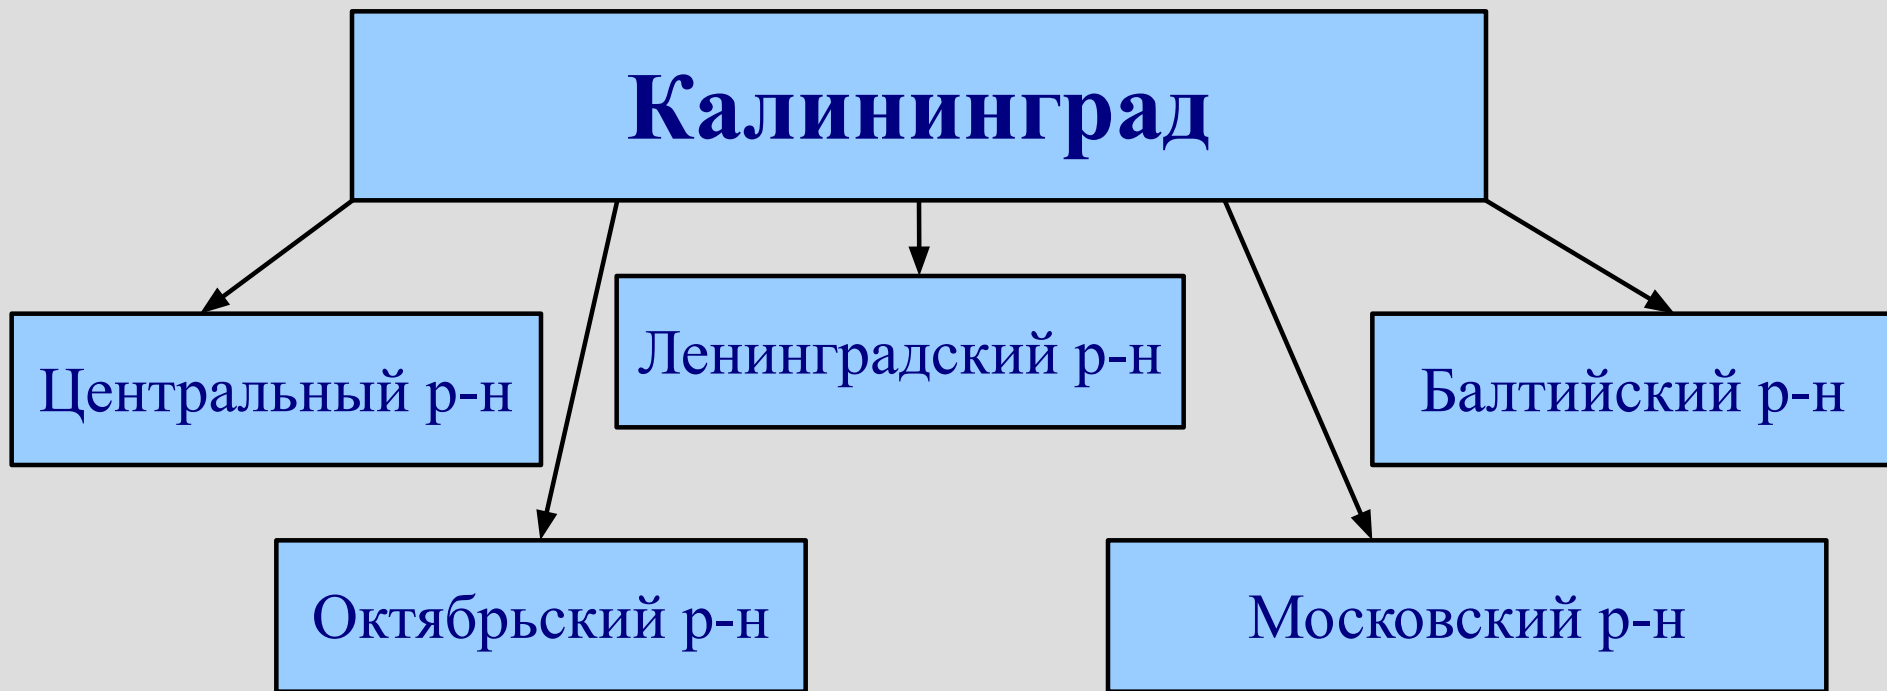 Калининград
Ленинградский р-н
Центральный р-н
Балтийский р-н
Октябрьский р-н
Московский р-н